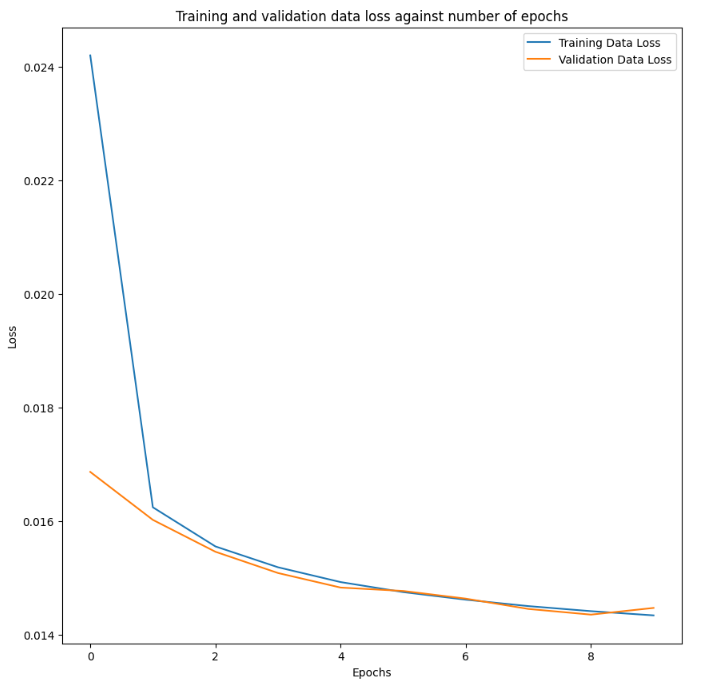 Training and validation data loss against number of epochs
Training Data Loss
Validation Data Loss
0.024
0.022
0.020
0.018
0.016
0.014
Loss
0 2 4 6 8
Epochs